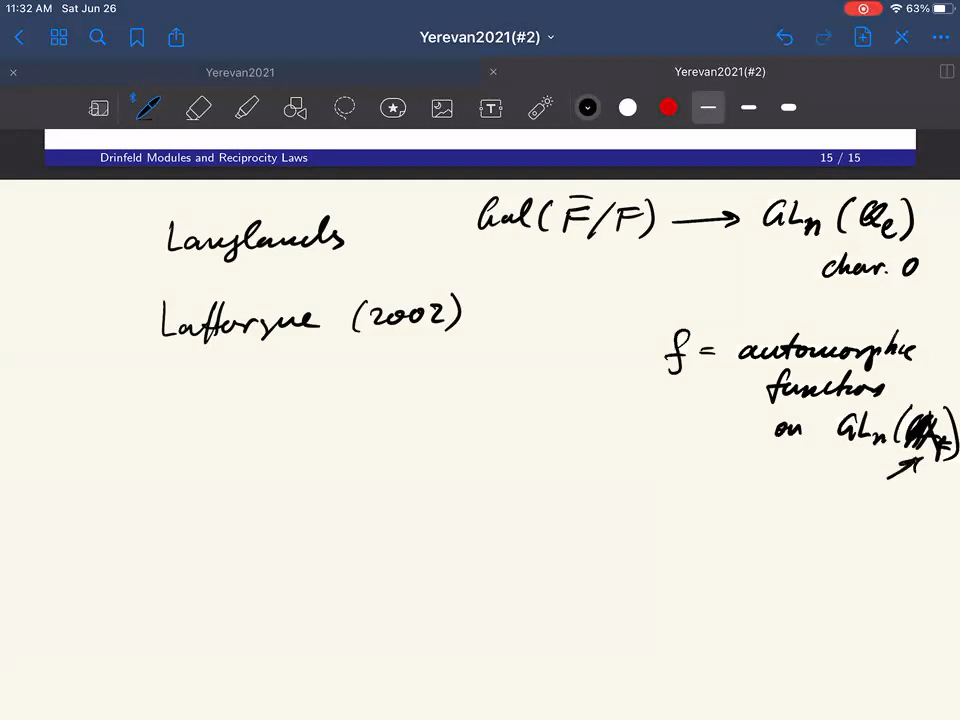 11:32 AM Sat Jun 26
63%
Yerevan2021(#2)
Yerevan2021
Yerevan2021(#2)
Drinfeld Modules and Reciprocity Laws
15 / 15
Langlands
Gal(F̄/F) → GLn(Qℓ)
char. 0
Lafforgue (2002)
f = automorphic
functions
on GLn(A_F)